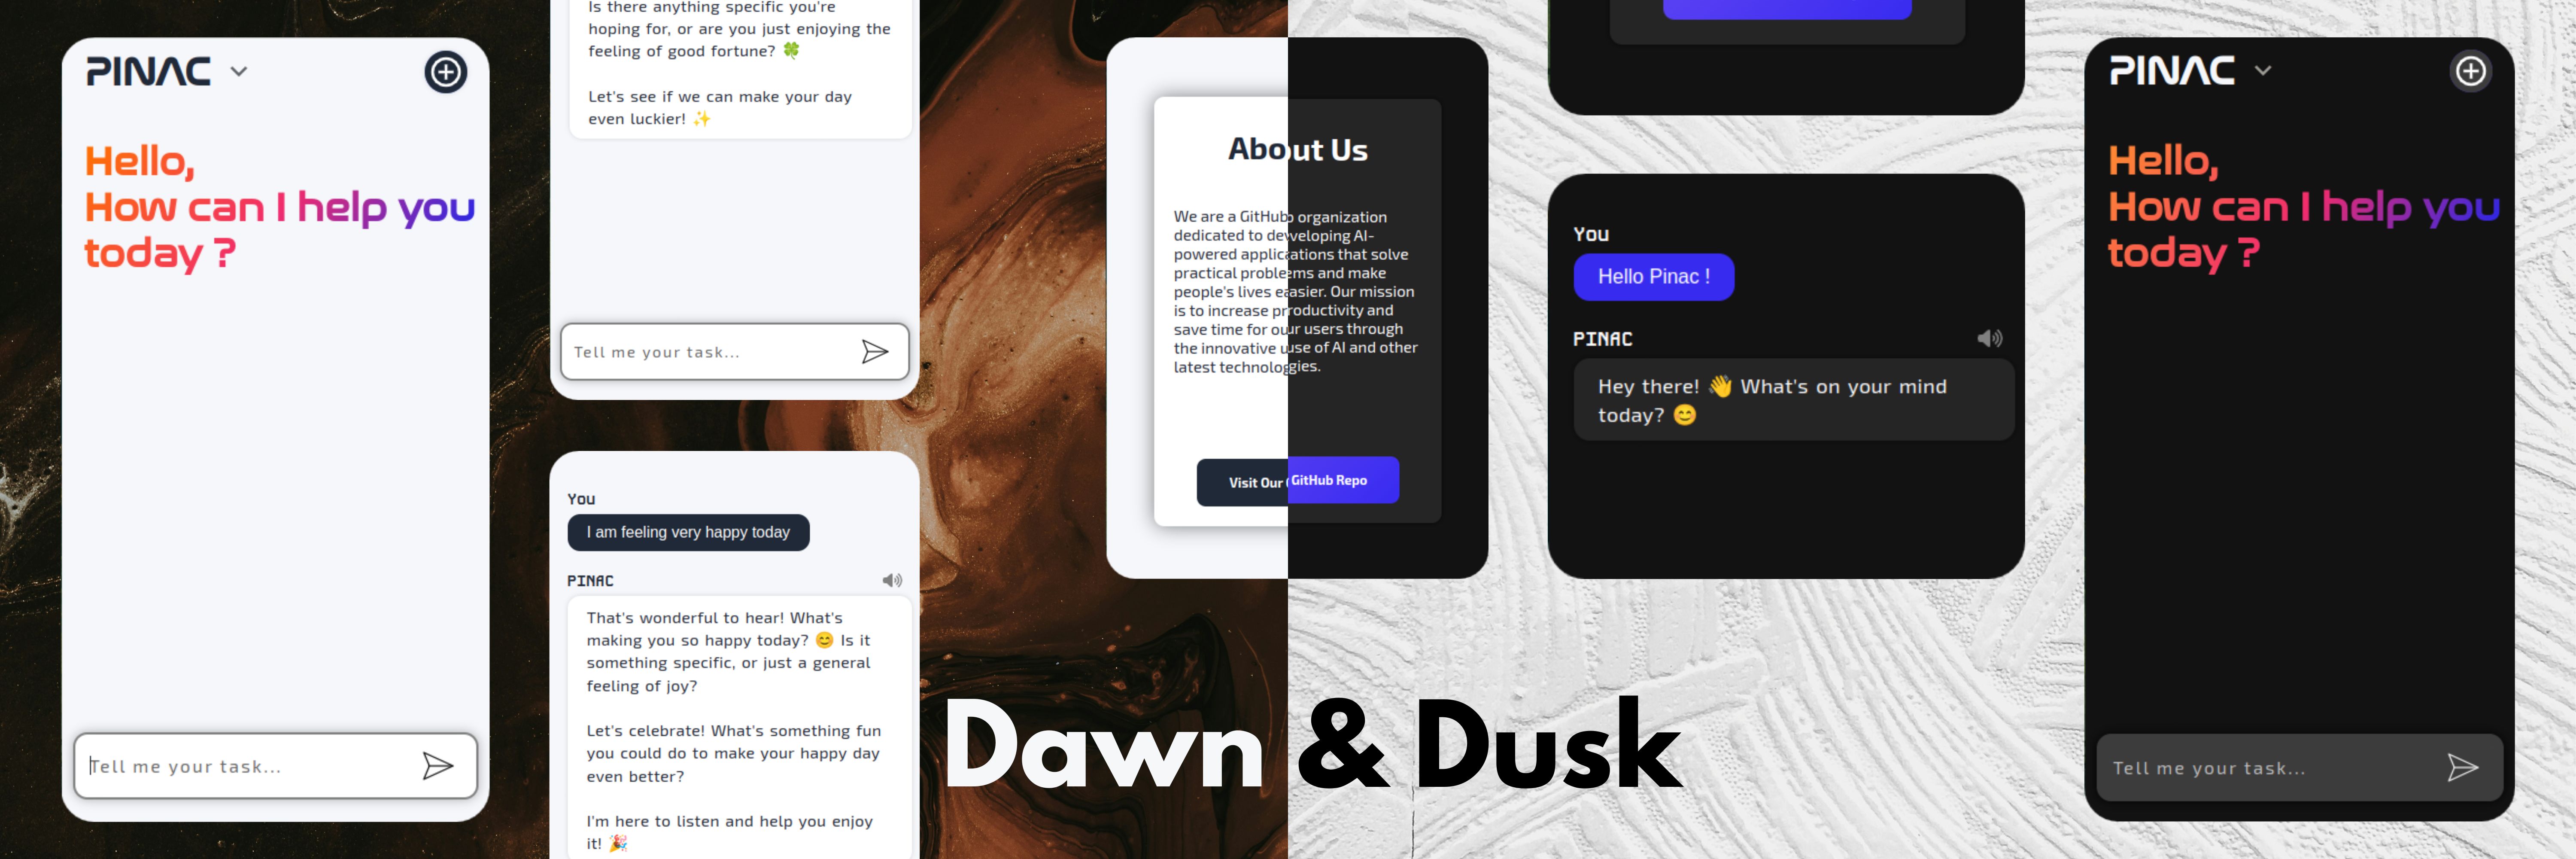 PINAC
Hello,
How can I help you
today ?
Tell me your task...
Is there anything specific you're
hoping for, or are you just enjoying the
feeling of good fortune? 🍀
Let's see if we can make your day
even luckier! ✨
Tell me your task...
You
I am feeling very happy today
PINAC
That's wonderful to hear! What's
making you so happy today? 😊 Is it
something specific, or just a general
feeling of joy?
Let's celebrate! What's something fun
you could do to make your happy day
even better?
I'm here to listen and help you enjoy
it! 🎉
About Us
We are a GitHub organization
dedicated to developing AI-
powered applications that solve
practical problems and make
people's lives easier. Our mission
is to increase productivity and
save time for our users through
the innovative use of AI and other
latest technologies.
Visit Our GitHub Repo
Dawn & Dusk
You
Hello Pinac !
PINAC
Hey there! 👋 What's on your mind
today? 😊
PINAC
Hello,
How can I help you
today ?
Tell me your task...